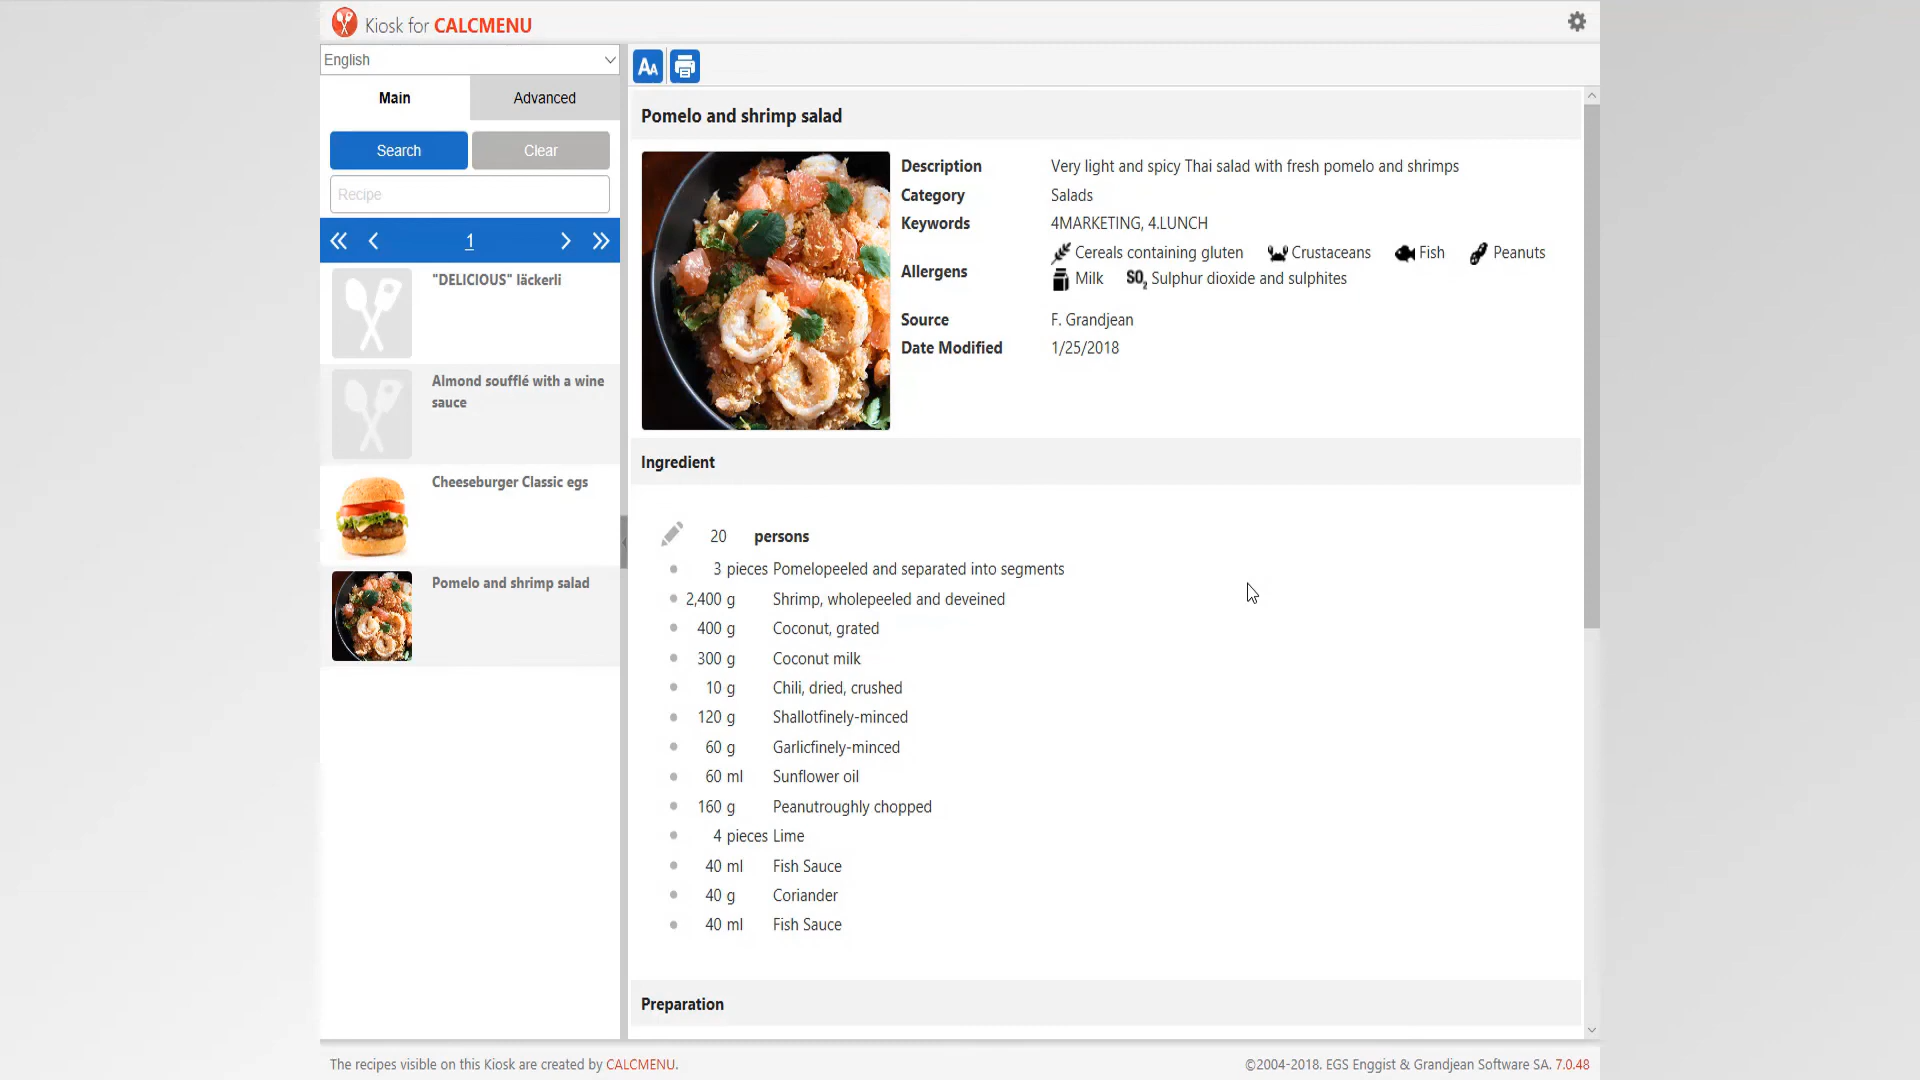 Kiosk for CALCMENU
English
Main Advanced
Search Clear
Recipe
1
"DELICIOUS" läckerli
Almond soufflé with a wine
sauce
Cheeseburger Classic egs
Pomelo and shrimp salad
AA
Pomelo and shrimp salad
Description Very light and spicy Thai salad with fresh pomelo and shrimps
Category Salads
Keywords 4MARKETING, 4.LUNCH
Allergens Cereals containing gluten Crustaceans Fish Peanuts
Milk SO2 Sulphur dioxide and sulphites
Source F. Grandjean
Date Modified 1/25/2018
Ingredient
20 persons
3 pieces Pomelopeeled and separated into segments
2,400 g Shrimp, wholepeeled and deveined
400 g Coconut, grated
300 g Coconut milk
10 g Chili, dried, crushed
120 g Shallotfinely-minced
60 g Garlicfinely-minced
60 ml Sunflower oil
160 g Peanutroughly chopped
4 pieces Lime
40 ml Fish Sauce
40 g Coriander
40 ml Fish Sauce
Preparation
The recipes visible on this Kiosk are created by CALCMENU.
©2004-2018. EGS Enggist & Grandjean Software SA. 7.0.48